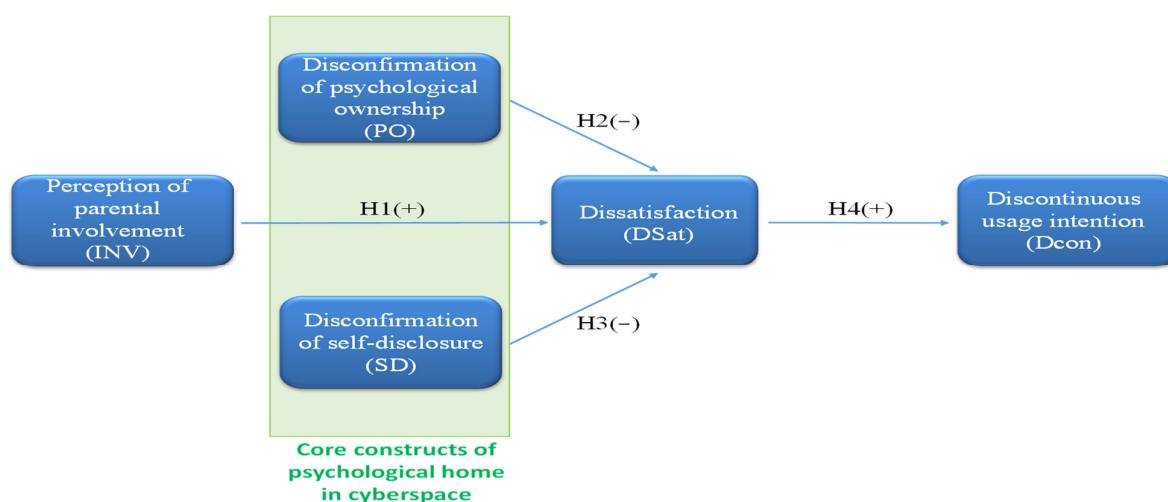 Disconfirmation
of psychological
ownership
(PO)
H2(−)
Perception of
parental
involvement
(INV)
H1(+)
Dissatisfaction
(DSat)
H4(+)
Discontinuous
usage intention
(Dcon)
Disconfirmation
of self-disclosure
(SD)
H3(−)
Core constructs of
psychological home
in cyberspace